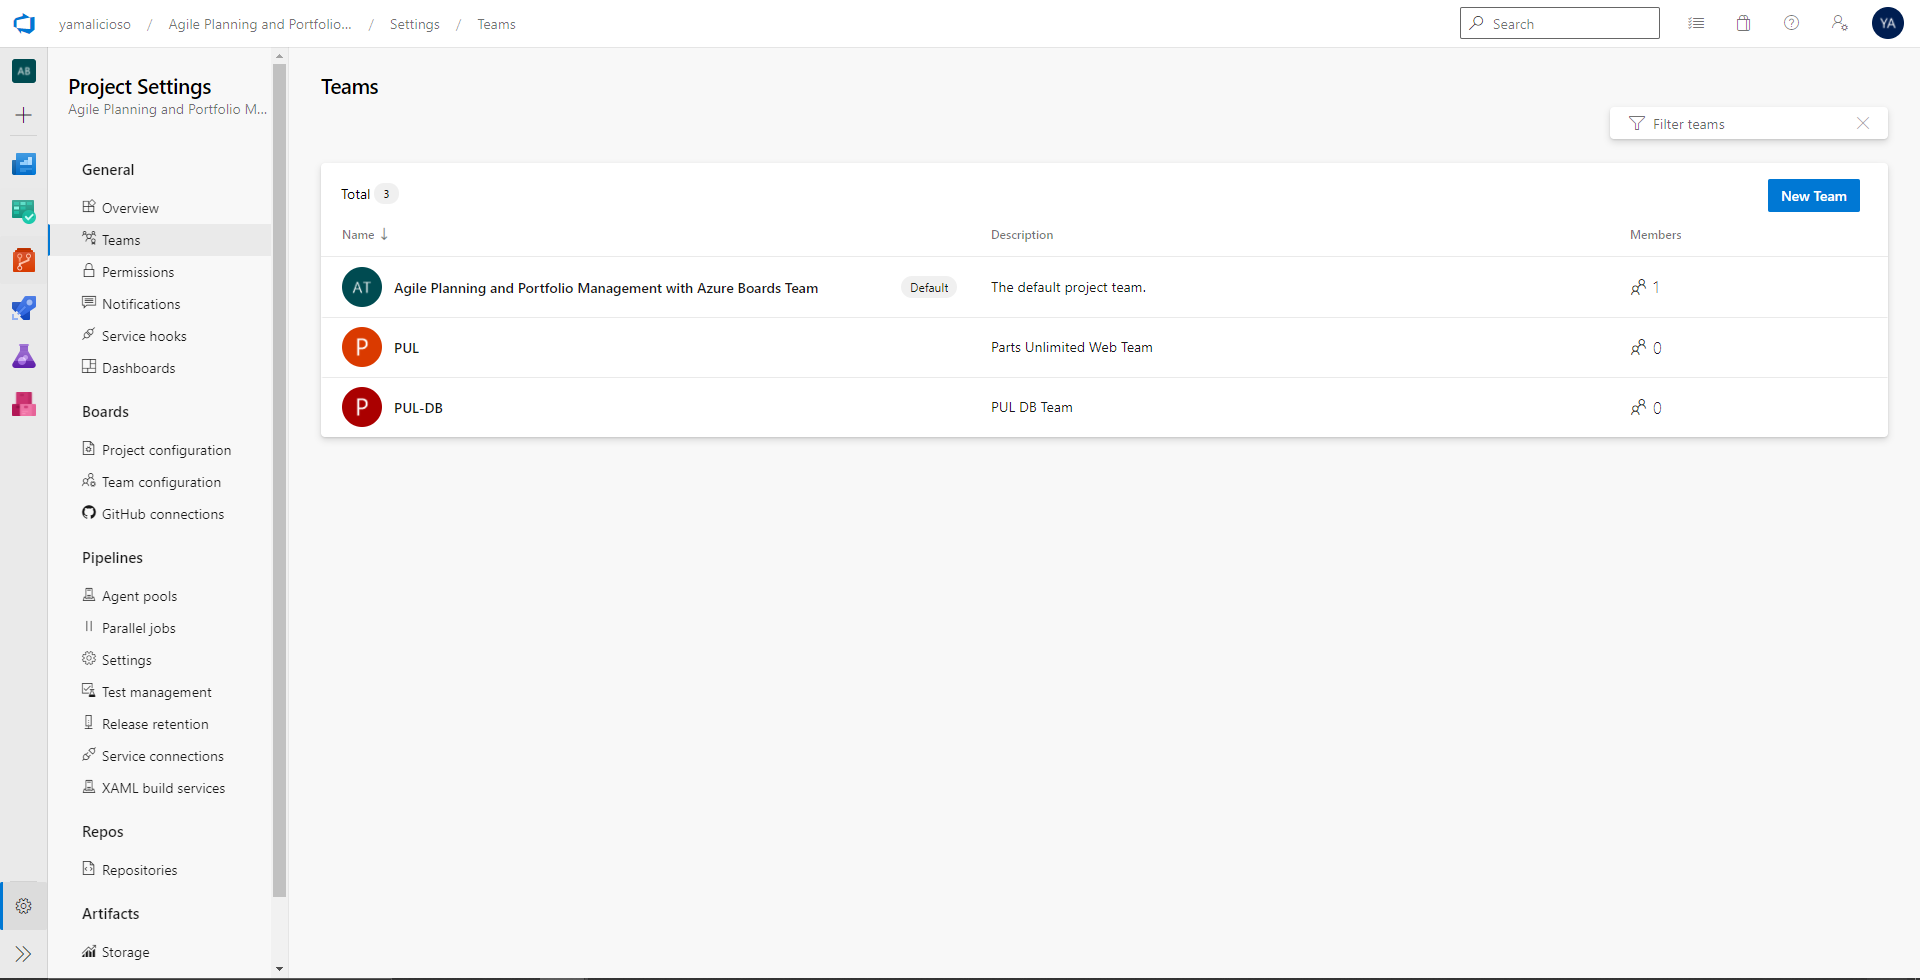 yamalicioso / Agile Planning and Portfolio... / Settings / Teams
Search
YA
AB
Project Settings
Agile Planning and Portfolio M...
General
Overview
Teams
Permissions
Notifications
Service hooks
Dashboards
Boards
Project configuration
Team configuration
GitHub connections
Pipelines
Agent pools
Parallel jobs
Settings
Test management
Release retention
Service connections
XAML build services
Repos
Repositories
Artifacts
Storage
Teams
Filter teams
Total 3
New Team
Name Description Members
AT Agile Planning and Portfolio Management with Azure Boards Team Default The default project team. 1
P PUL Parts Unlimited Web Team 0
P PUL-DB PUL DB Team 0